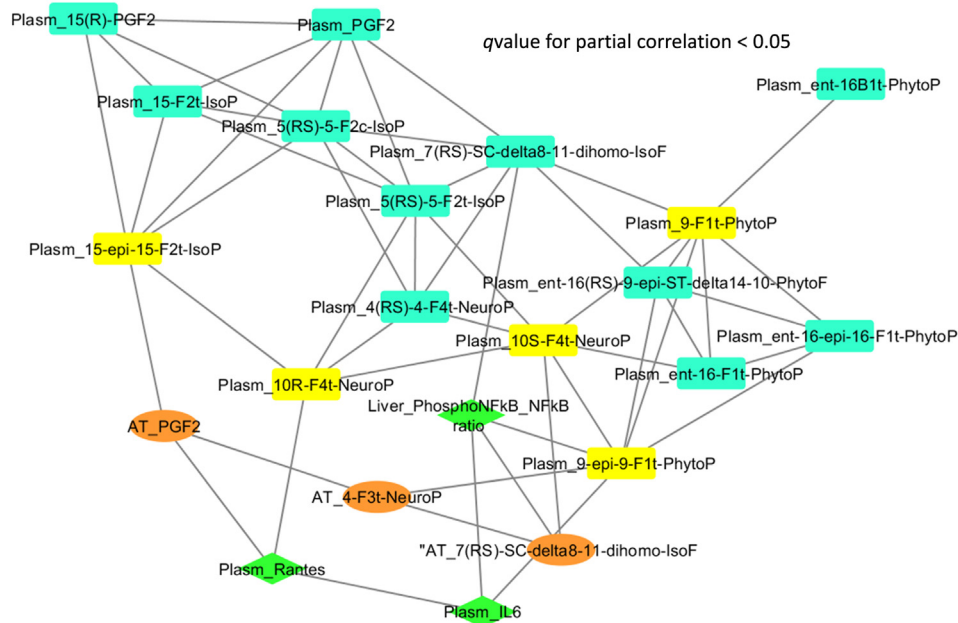 Plasm_15(R)-PGF2
Plasm_PGF2
qvalue for partial correlation < 0.05
Plasm_ent-16B1t-PhytoP
Plasm_15-F2t-IsoP
Plasm_5(RS)-5-F2c-IsoP
Plasm_7(RS)-SC-delta8-11-dihomo-IsoF
Plasm_5(RS)-5-F2t-IsoP
Plasm_9-F1t-PhytoP
Plasm_15-epi-15-F2t-IsoP
Plasm_ent-16(RS)-9-epi-ST-delta14-10-PhytoF
Plasm_4(RS)-4-F4t-NeuroP
Plasm_10S-F4t-NeuroP
Plasm_ent-16-epi-16-F1t-PhytoP
Plasm_ent-16-F1t-PhytoP
Plasm_10R-F4t-NeuroP
Liver_PhosphoNFkB_NFkB
ratio
AT_PGF2
Plasm_9-epi-9-F1t-PhytoP
AT_4-F3t-NeuroP
"AT_7(RS)-SC-delta8-11-dihomo-IsoF
Plasm_Rantes
Plasm_IL6